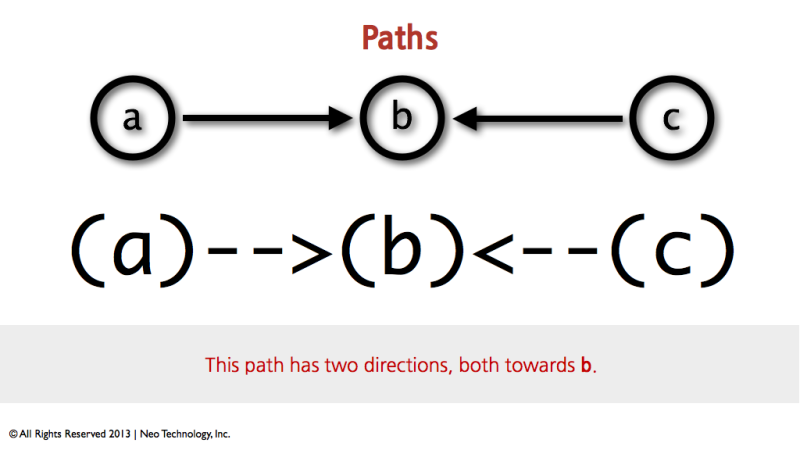 Paths
a b c
(a)-->(b)<--(c)
This path has two directions, both towards b.
© All Rights Reserved 2013 | Neo Technology, Inc.